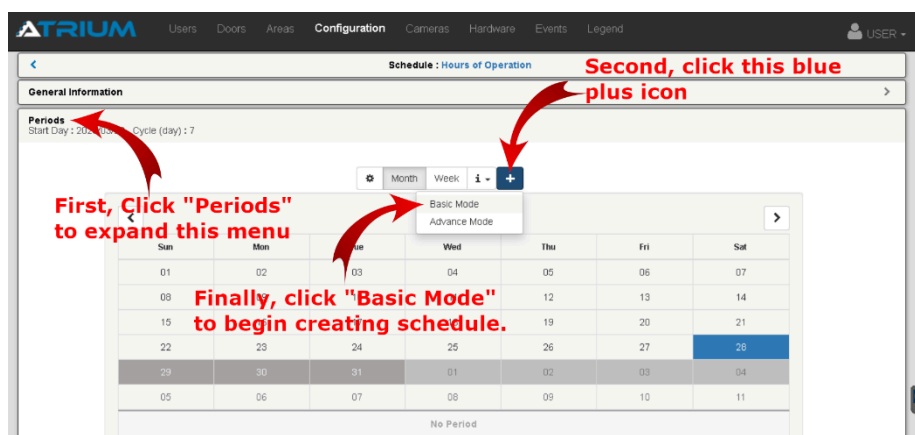 ATRIUM Users Doors Areas Configuration Cameras Hardware Events Legend USER
Schedule : Hours of Operation
Second, click this blue
plus icon
General Information
Periods
Start Day : Cycle (day) : 7
Month Week i +
First, Click "Periods"
to expand this menu
Basic Mode
Advance Mode
Sun Mon Tue Wed Thu Fri Sat
01 02 03 04 05 06 07
08 12 13 14
Finally, click "Basic Mode"
to begin creating schedule.
15 19 20 21
22 23 24 25 26 27 28
29 30 31 01 02 03 04
05 06 07 08 09 10 11
No Period